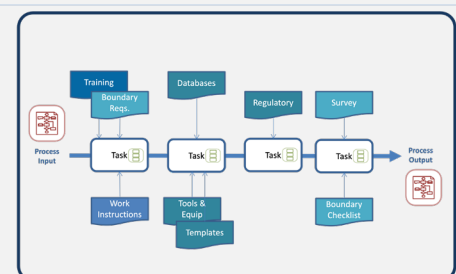 Training
Boundary
Reqs.
Databases
Regulatory
Survey
Process
Input
Task
Task
Task
Task
Process
Output
Work
Instructions
Tools &
Equip
Templates
Boundary
Checklist